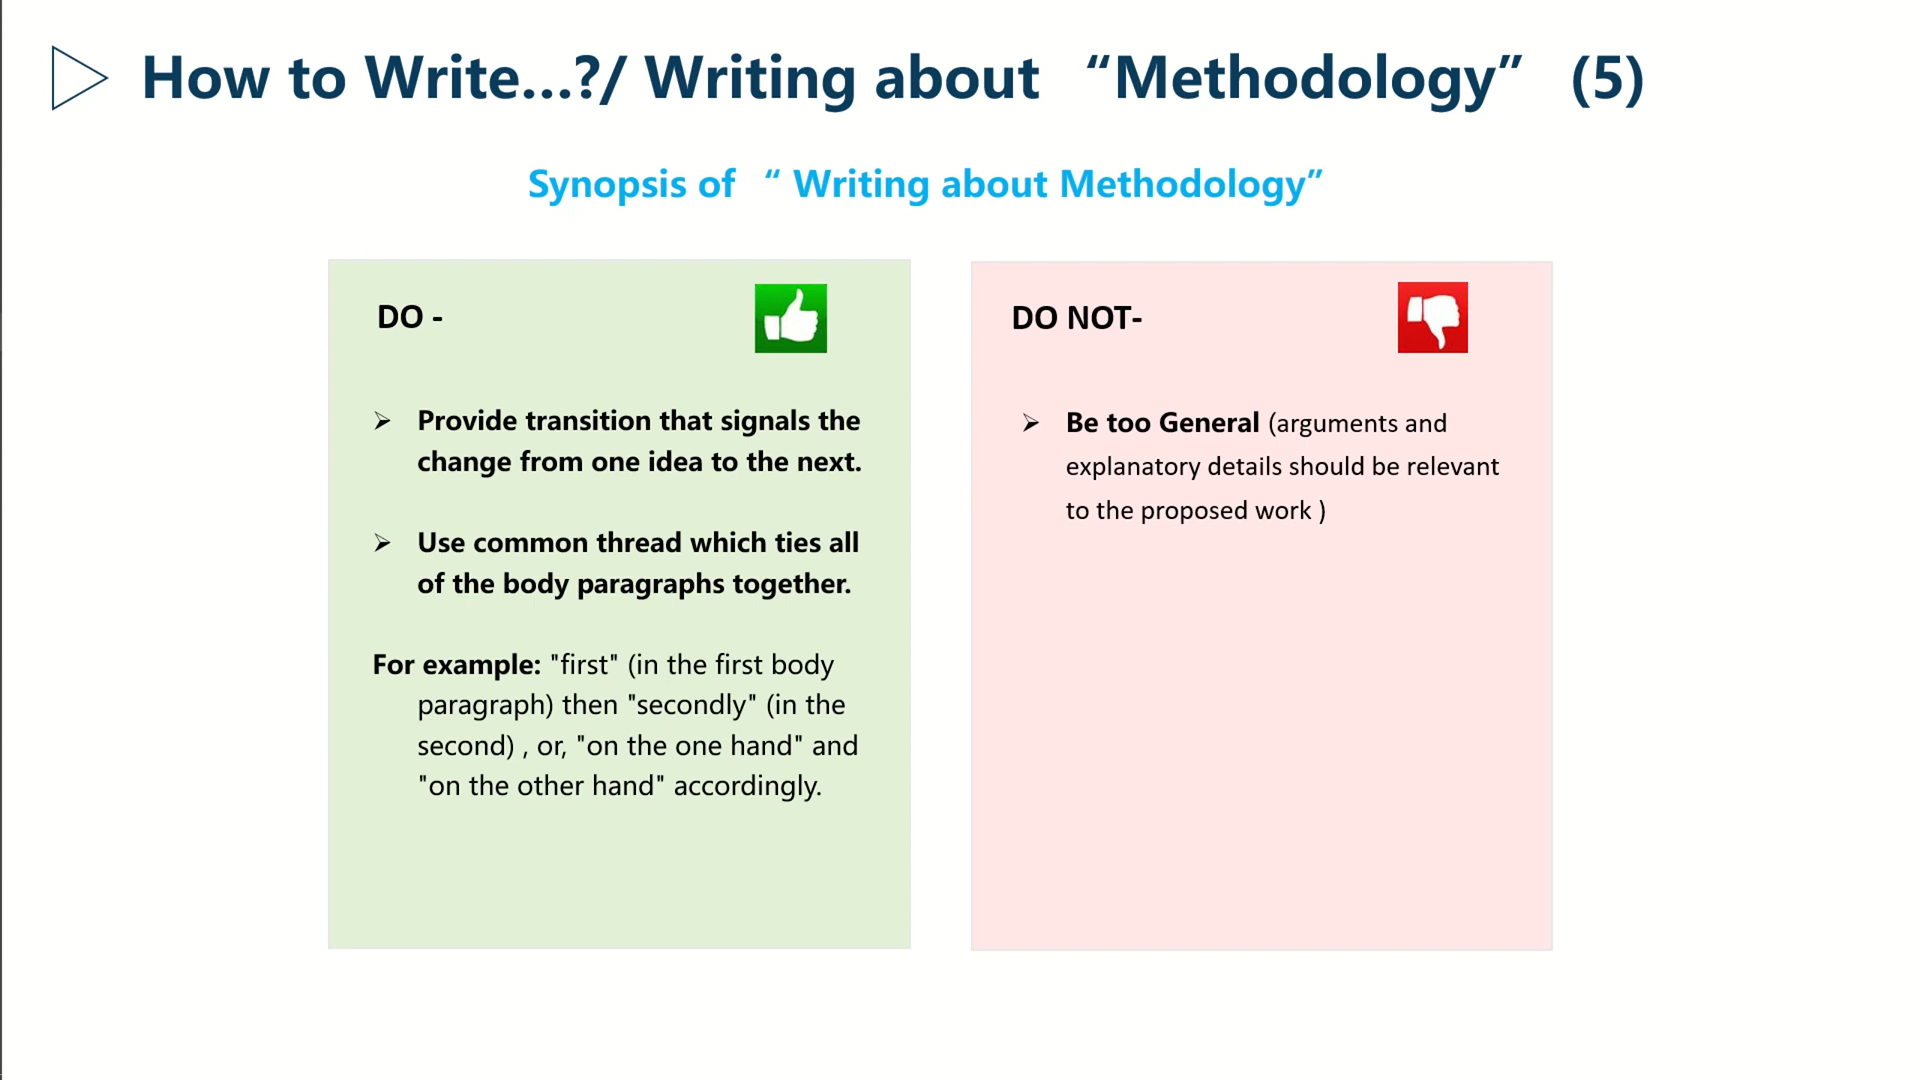 How to Write...?/ Writing about “Methodology” (5)
Synopsis of “ Writing about Methodology”
DO -
➢ Provide transition that signals the
change from one idea to the next.
➢ Use common thread which ties all
of the body paragraphs together.
For example: "first" (in the first body
paragraph) then "secondly" (in the
second) , or, "on the one hand" and
"on the other hand" accordingly.
DO NOT-
➢ Be too General (arguments and
explanatory details should be relevant
to the proposed work )